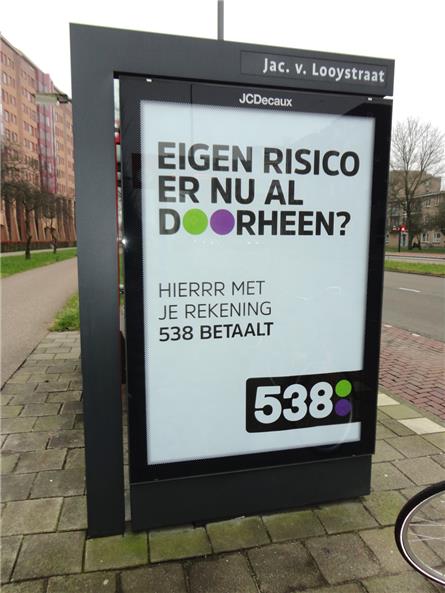 Jac. v. Looystraat
JCDecaux
EIGEN RISICO
ER NU AL
DOORHEEN?
HIERRR MET
JE REKENING
538 BETAALT
538